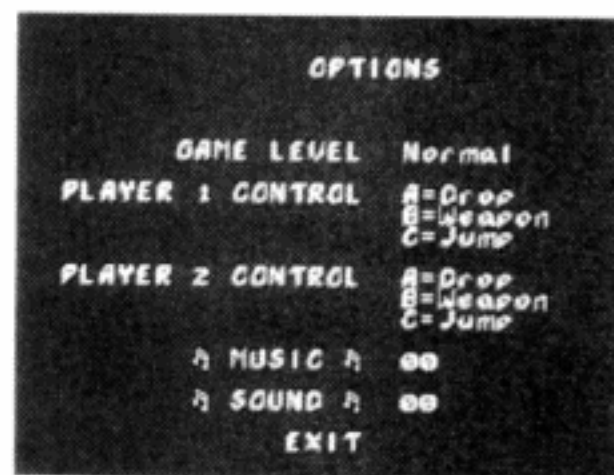 OPTIONS
GAME LEVEL Normal
PLAYER 1 CONTROL A=Drop
B=Weapon
C=Jump
PLAYER 2 CONTROL A=Drop
B=Weapon
C=Jump
♫ MUSIC ♫ 00
♫ SOUND ♫ 00
EXIT